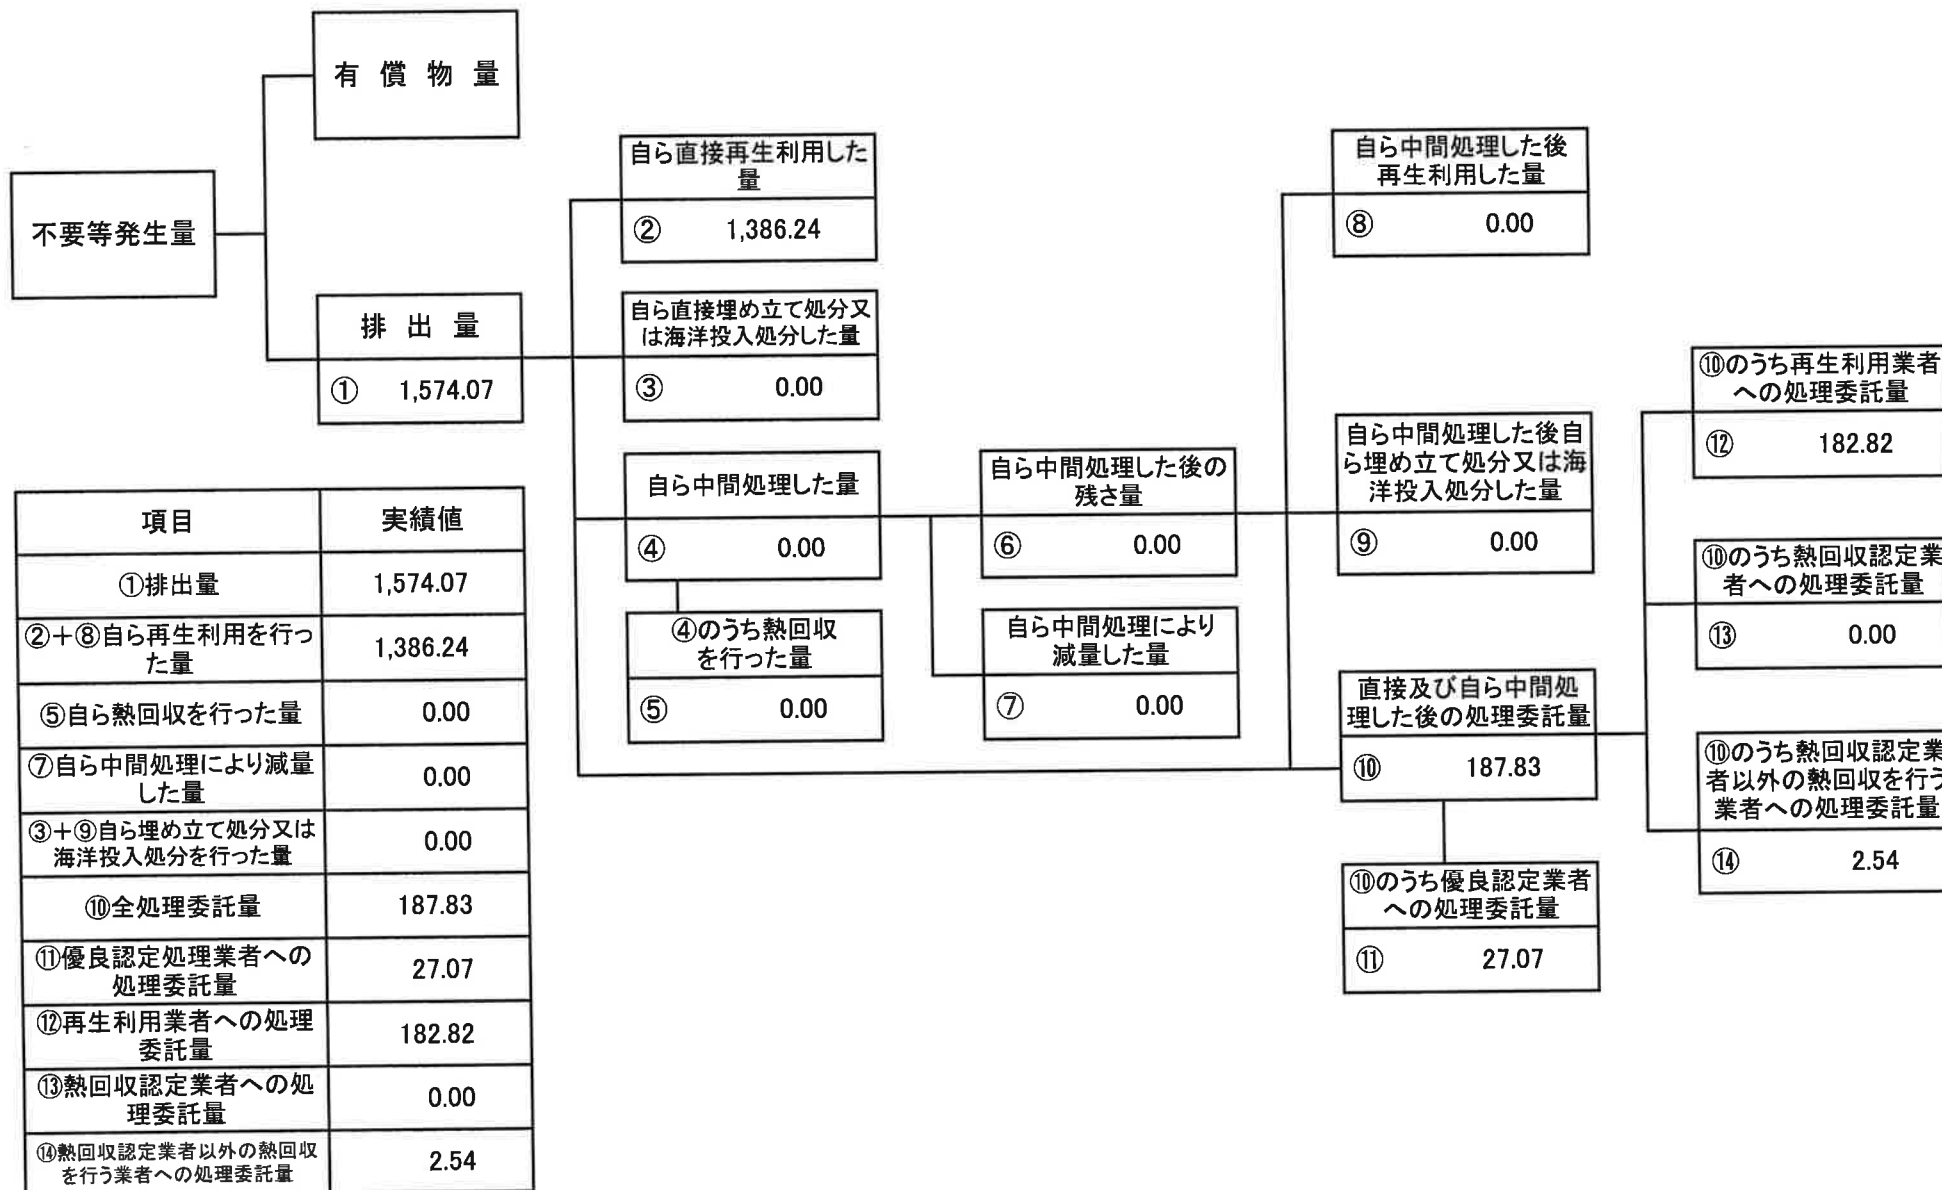 有償物量
不要等発生量
排出量
① 1,574.07
自ら直接再生利用した
量
② 1,386.24
自ら直接埋め立て処分又
は海洋投入処分した量
③ 0.00
自ら中間処理した量
④ 0.00
④のうち熱回収
を行った量
⑤ 0.00
自ら中間処理した後の
残さ量
⑥ 0.00
自ら中間処理により
減量した量
⑦ 0.00
自ら中間処理した後
再生利用した量
⑧ 0.00
自ら中間処理した後自
ら埋め立て処分又は海
洋投入処分した量
⑨ 0.00
直接及び自ら中間処
理した後の処理委託量
⑩ 187.83
⑩のうち優良認定業者
への処理委託量
⑪ 27.07
⑩のうち再生利用業者
への処理委託量
⑫ 182.82
⑩のうち熱回収認定業
者への処理委託量
⑬ 0.00
⑩のうち熱回収認定業
者以外の熱回収を行う
業者への処理委託量
⑭ 2.54
項目 実績値
①排出量 1,574.07
②+⑧自ら再生利用を行っ
た量 1,386.24
⑤自ら熱回収を行った量 0.00
⑦自ら中間処理により減量
した量 0.00
③+⑨自ら埋め立て処分又は
海洋投入処分を行った量 0.00
⑩全処理委託量 187.83
⑪優良認定処理業者への
処理委託量 27.07
⑫再生利用業者への処理
委託量 182.82
⑬熱回収認定業者への処
理委託量 0.00
⑭熱回収認定業者以外の熱回収
を行う業者への処理委託量 2.54